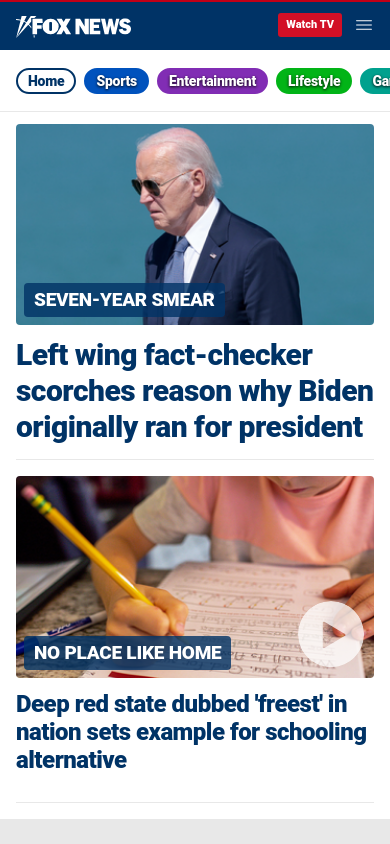 FOX NEWS
Watch TV
Home
Sports
Entertainment
Lifestyle
Ga
SEVEN-YEAR SMEAR
Left wing fact-checker
scorches reason why Biden
originally ran for president
NO PLACE LIKE HOME
Deep red state dubbed 'freest' in
nation sets example for schooling
alternative